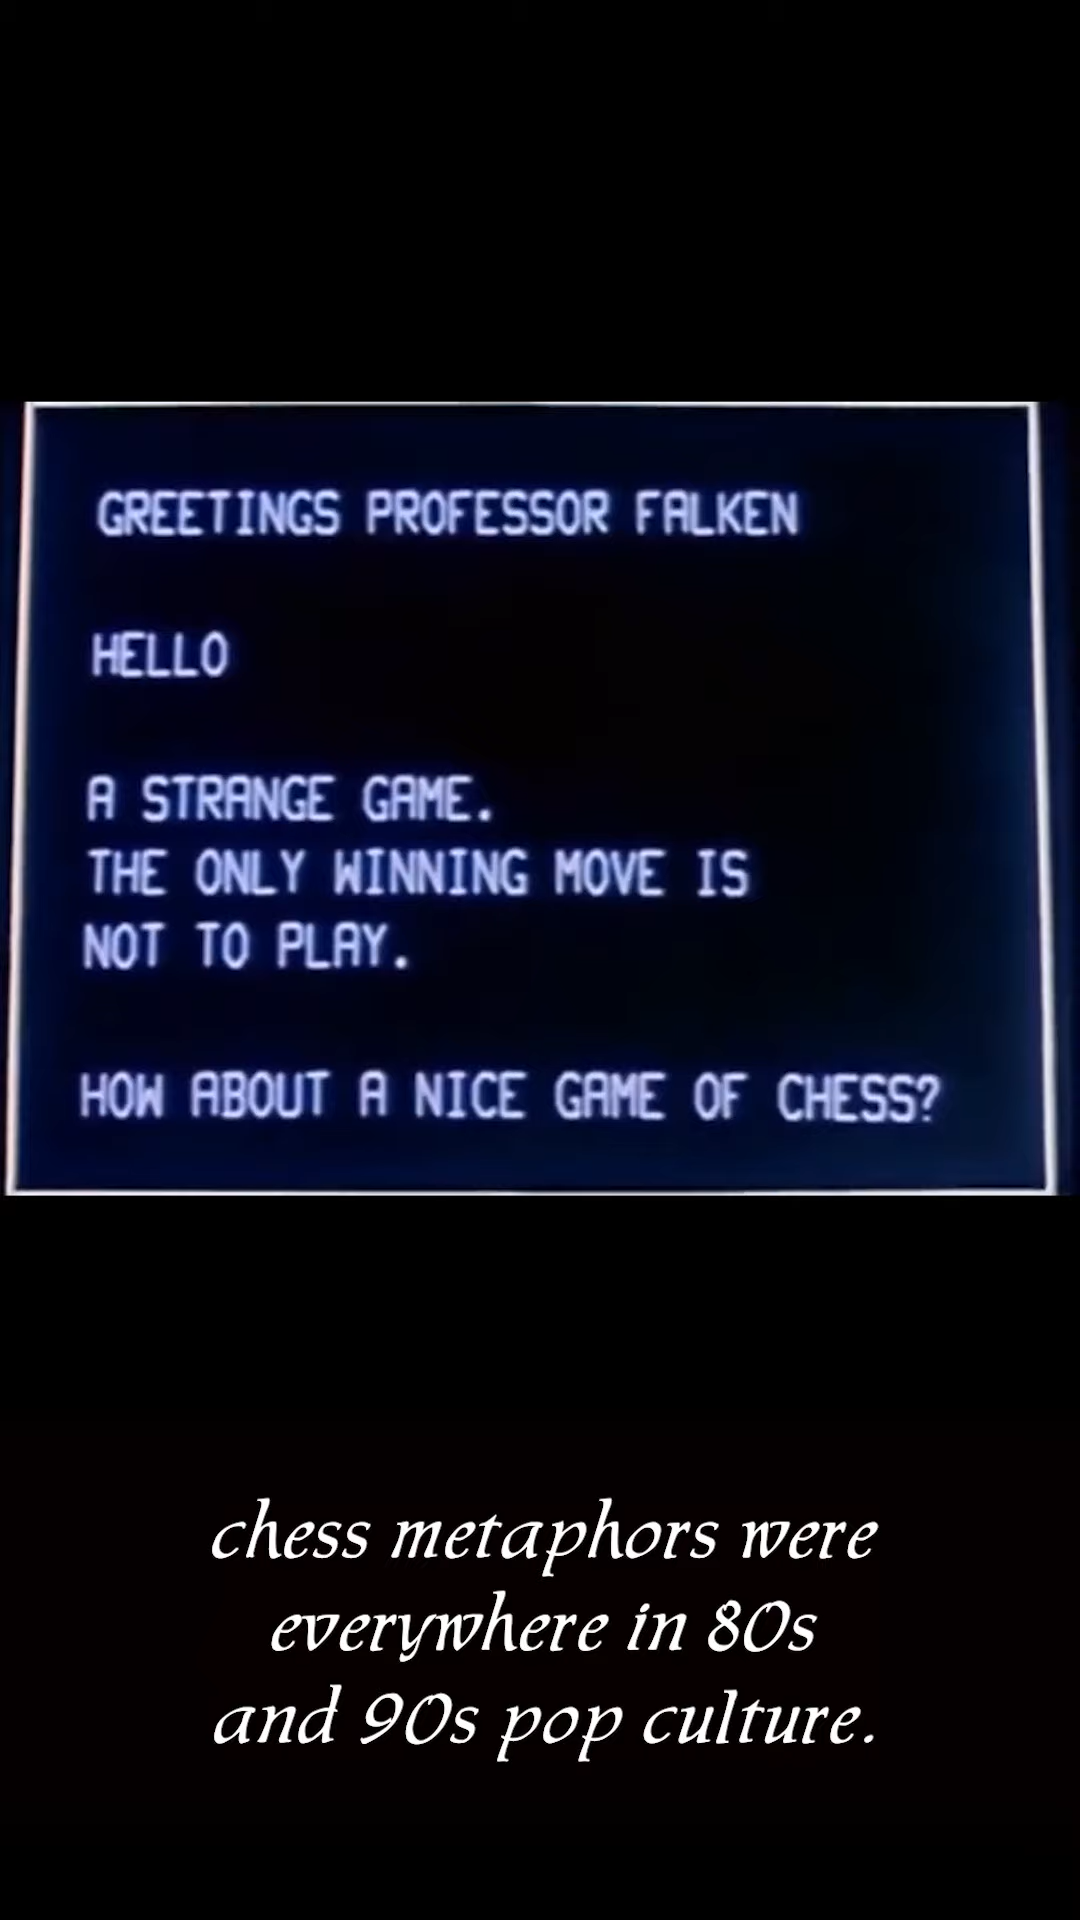 GREETINGS PROFESSOR FALKEN
HELLO
A STRANGE GAME.
THE ONLY WINNING MOVE IS
NOT TO PLAY.
HOW ABOUT A NICE GAME OF CHESS?
chess metaphors were
everywhere in 80s
and 90s pop culture.